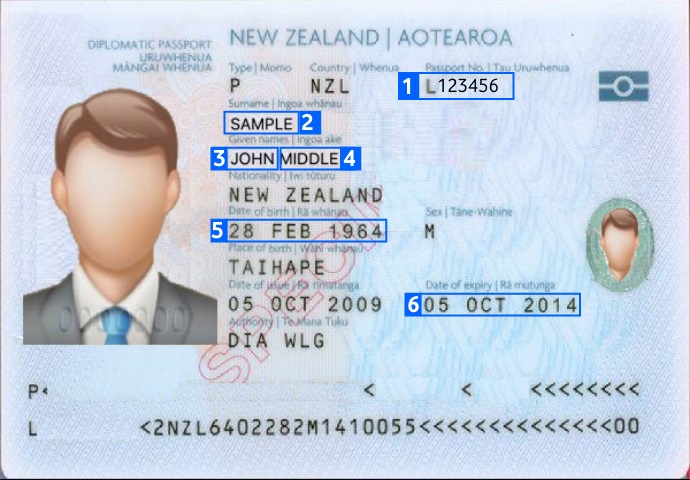 DIPLOMATIC PASSPORT
URUWHENUA
MĀNGAI WHENUA
NEW ZEALAND | AOTEAROA
Type | Momo Country | Whenua Passport No. | Tau Uruwhenua
P NZL 1 L123456
Surname | Ingoa whānau
SAMPLE 2
Given names | Ingoa ake
3 JOHN MIDDLE 4
Nationality | Iwi tūturu
NEW ZEALAND
Date of birth | Rā whānau Sex | Tāne-Wahine
5 28 FEB 1964 M
Place of birth | Wāhi whānau
TAIHAPE
Date of issue | Rā timatanga Date of expiry | Rā mutunga
05 OCT 2009 6 05 OCT 2014
Authority | Te Mana Tuku
DIA WLG
SPECIMEN
P< < < <<<<<<<<
L <2NZL6402282M1410055<<<<<<<<<<<<<<00